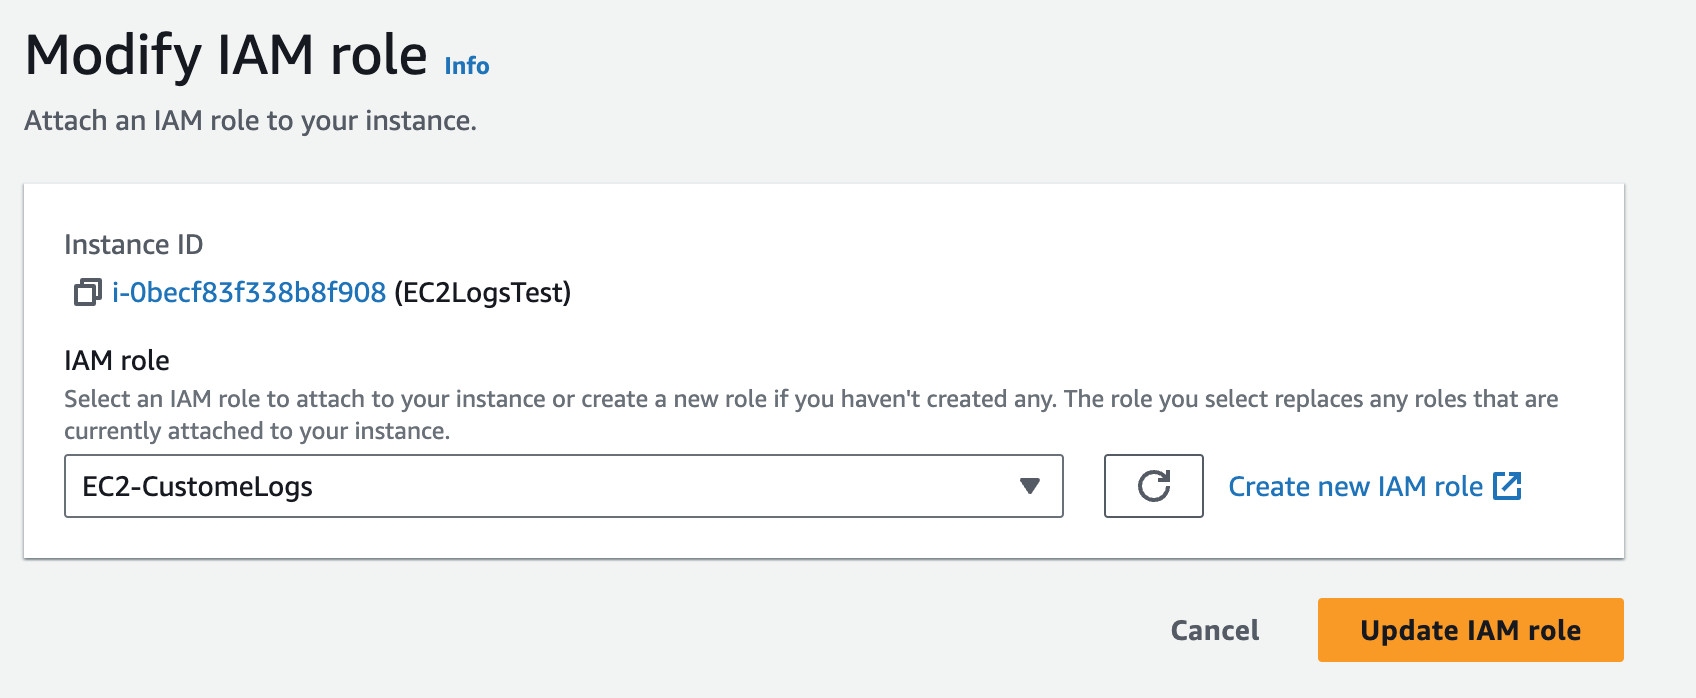 Modify IAM role Info
Attach an IAM role to your instance.
Instance ID
i-0becf83f338b8f908 (EC2LogsTest)
IAM role
Select an IAM role to attach to your instance or create a new role if you haven't created any. The role you select replaces any roles that are
currently attached to your instance.
EC2-CustomeLogs
Create new IAM role
Cancel
Update IAM role